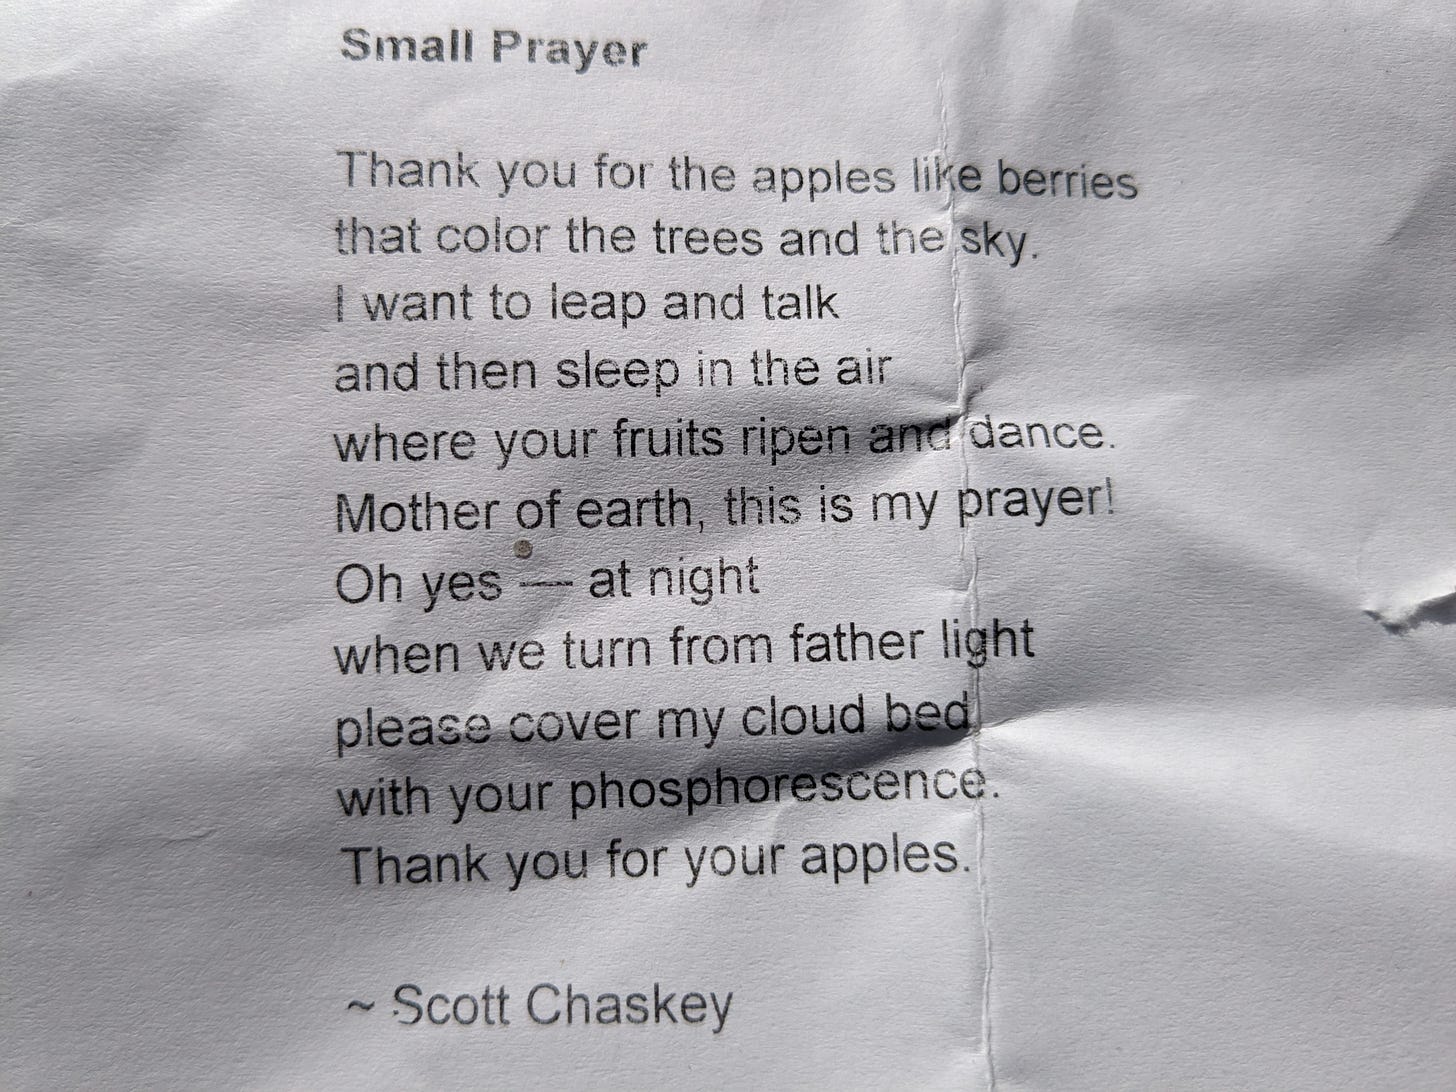 Small Prayer
Thank you for the apples like berries
that color the trees and the sky.
I want to leap and talk
and then sleep in the air
where your fruits ripen and dance.
Mother of earth, this is my prayer!
Oh yes — at night
when we turn from father light
please cover my cloud bed
with your phosphorescence.
Thank you for your apples.
~ Scott Chaskey